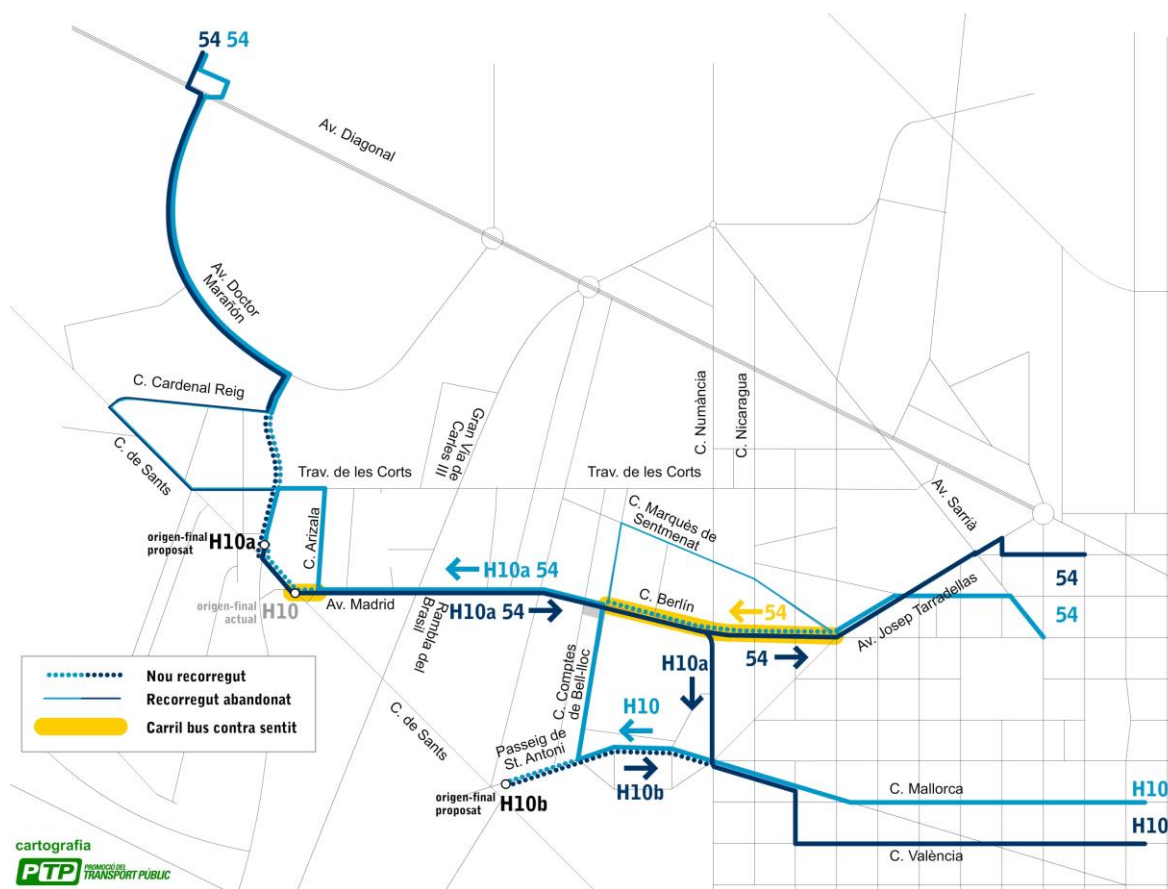 54 54
Av. Diagonal
Av. Doctor
Marañón
C. Cardenal Reig
C. de Sants
Gran Via de
Carles III
C. Numància
C. Nicaragua
Trav. de les Corts
Trav. de les Corts
C. Marquès de
Sentmenat
Av. Sarrià
origen-final
proposat
H10a
C. Arizala
origen-final
actual
H10
Av. Madrid
H10a 54
H10a 54
Rambla del
Brasil
C. Berlín
54
54
Av. Josep Tarradellas
54
54
H10a
C. Comptes
de Bell-lloc
H10
Passeig de
St. Antoni
C. de Sants
H10b
origen-final
proposat
H10b
C. Mallorca
H10
H10
C. València
Nou recorregut
Recorregut abandonat
Carril bus contra sentit
cartografia
PTP PROMOCIÓ DEL
TRANSPORT PÚBLIC